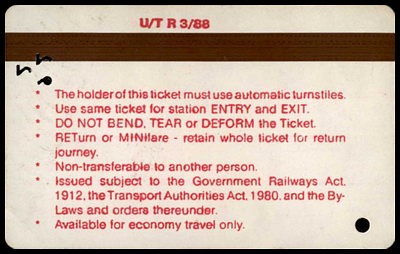 U/T R 3/88
* The holder of this ticket must use automatic turnstiles.
* Use same ticket for station ENTRY and EXIT.
* DO NOT BEND, TEAR or DEFORM the Ticket.
* RETurn or MINIfare - retain whole ticket for return
journey.
* Non-transferable to another person.
* Issued subject to the Government Railways Act,
1912, the Transport Authorities Act, 1980, and the By-
Laws and orders thereunder.
* Available for economy travel only.